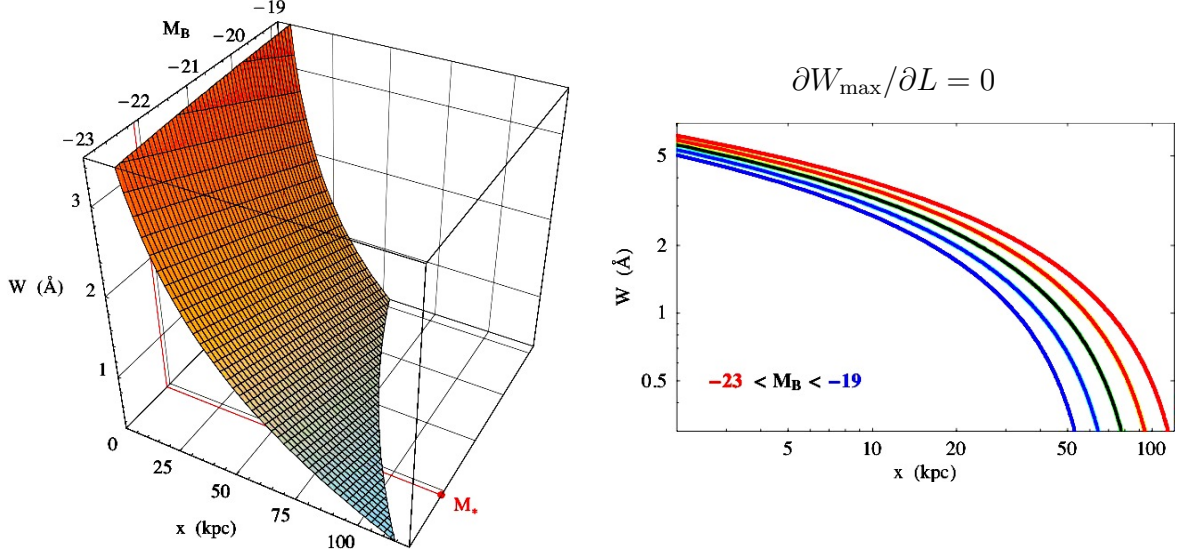 −19
M_B
−20
−21
−22
−23
3
W (Å)
2
1
0
25
50
75
100
x (kpc)
M_*
∂W_max/∂L = 0
5
2
W (Å)
1
0.5
−23 < M_B < −19
5
10
20
50
100
x (kpc)